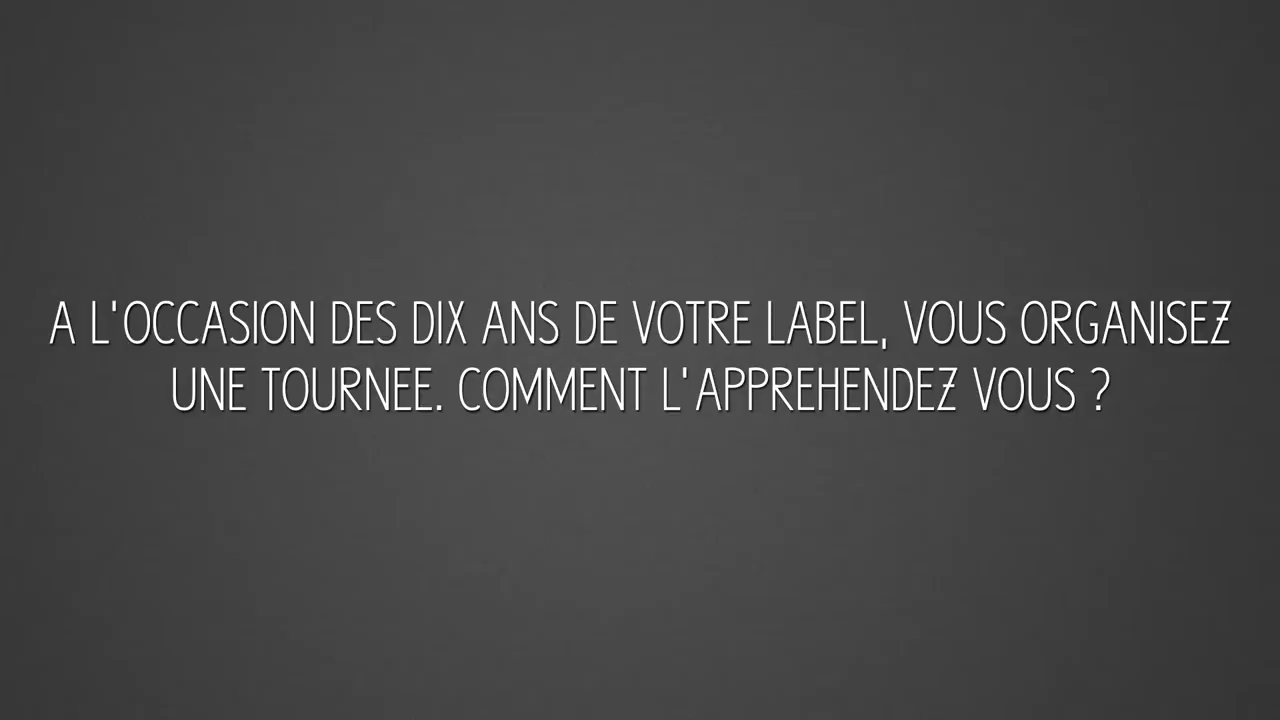 A L'OCCASION DES DIX ANS DE VOTRE LABEL, VOUS ORGANISEZ
UNE TOURNEE. COMMENT L'APPREHENDEZ VOUS ?